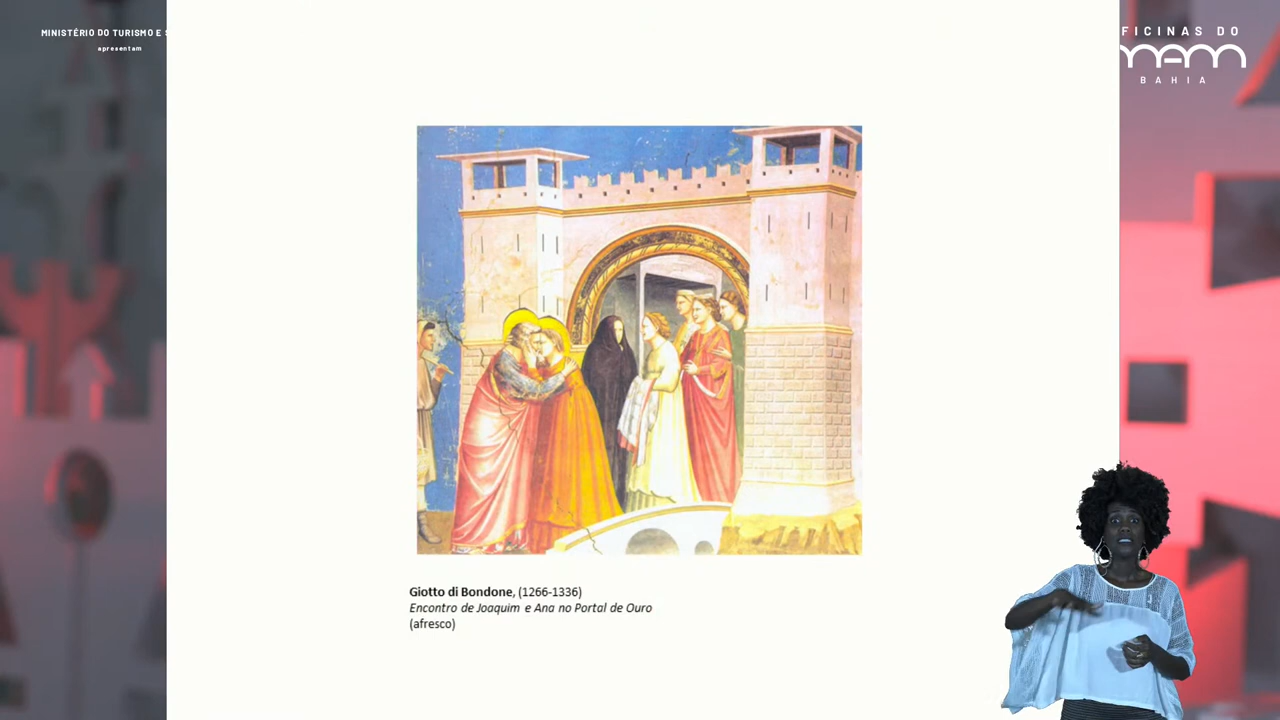 MINISTÉRIO DO TURISMO E
apresentam
FICINAS DO
mam
BAHIA
Giotto di Bondone, (1266-1336)
Encontro de Joaquim e Ana no Portal de Ouro
(afresco)